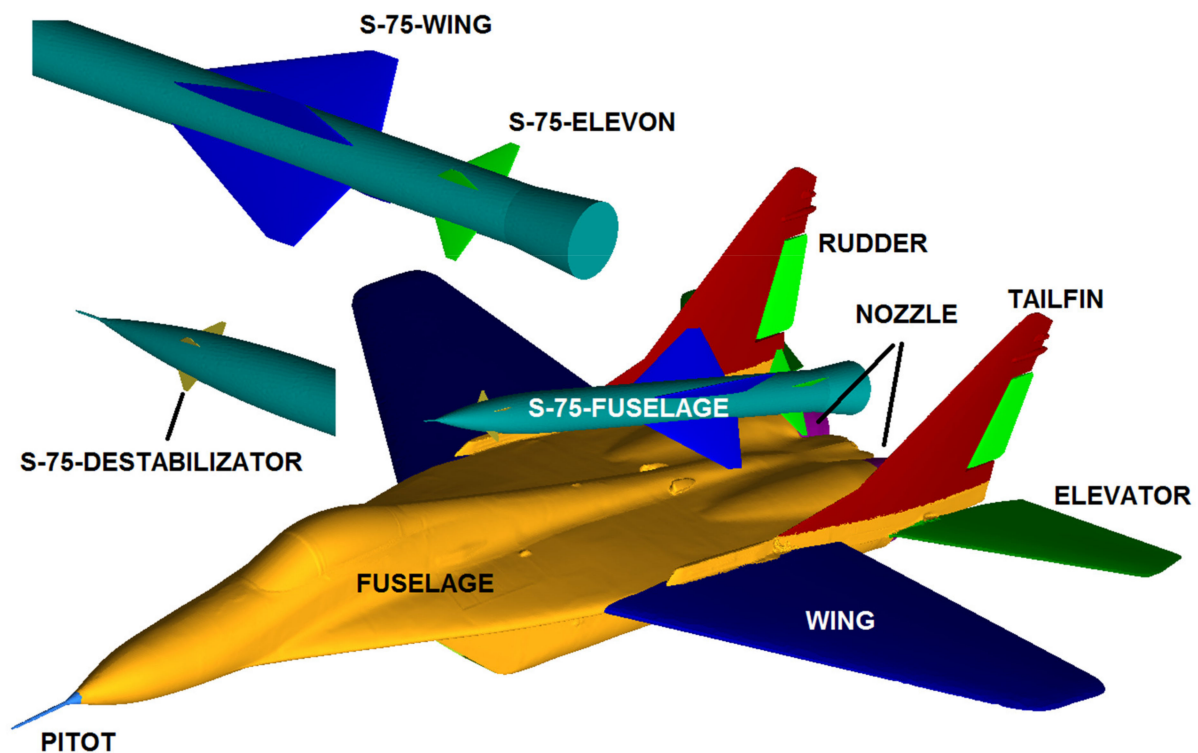 S-75-WING
S-75-ELEVON
RUDDER
TAILFIN
NOZZLE
S-75-FUSELAGE
S-75-DESTABILIZATOR
ELEVATOR
FUSELAGE
WING
PITOT